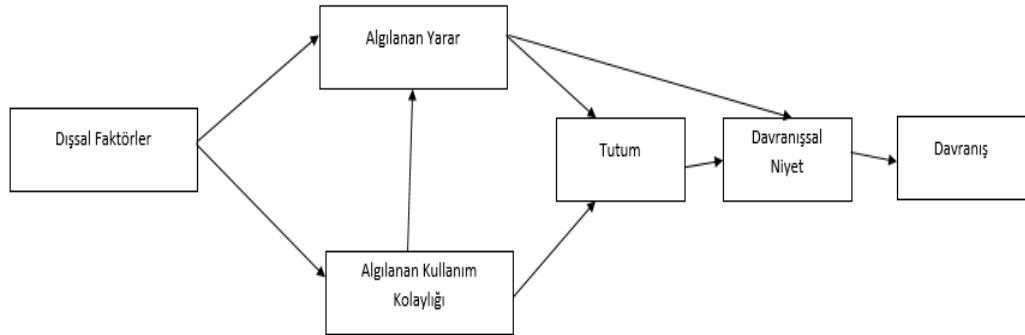 Algılanan Yarar
Dışsal Faktörler
Tutum
Davranışsal
Niyet
Davranış
Algılanan Kullanım
Kolaylığı